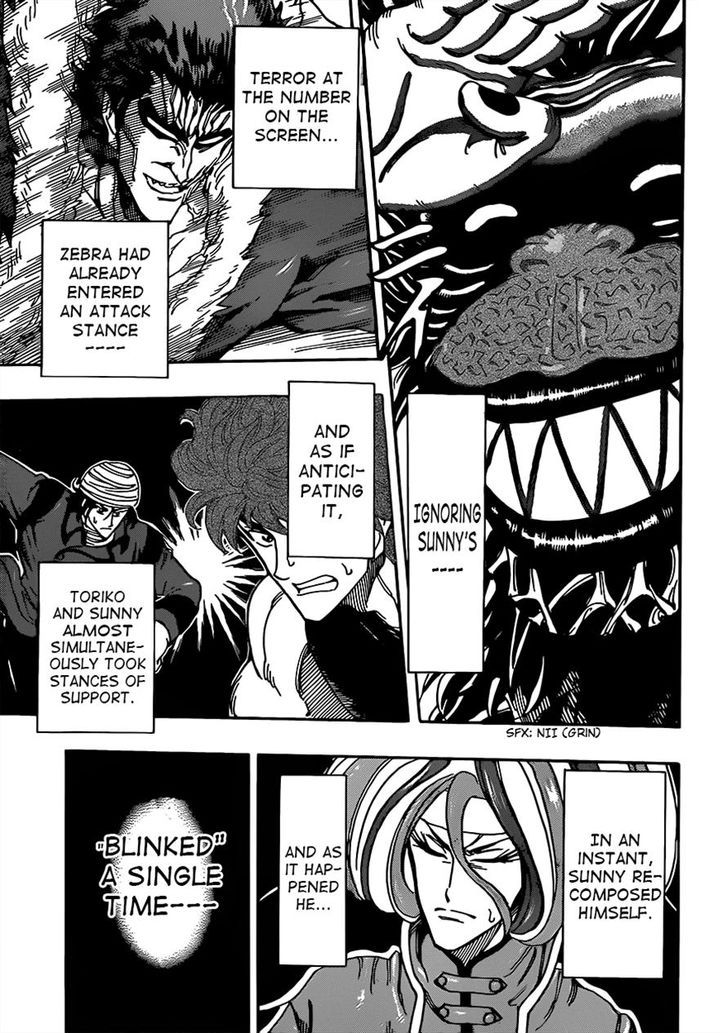 IGNORING
SUNNY'S
----
TERROR AT
THE NUMBER
ON THE
SCREEN...
ZEBRA HAD
ALREADY
ENTERED
AN ATTACK
STANCE
----
ニィ
SFX: NII (GRIN)
AND
AS IF
ANTICI-
PATING
IT,
TORIKO
AND SUNNY
ALMOST
SIMULTANE-
OUSLY TOOK
STANCES OF
SUPPORT.
IN AN
INSTANT,
SUNNY RE-
COMPOSED
HIMSELF.
AND AS
IT HAP-
PENED
HE...
"BLINKED"
A SINGLE
TIME---